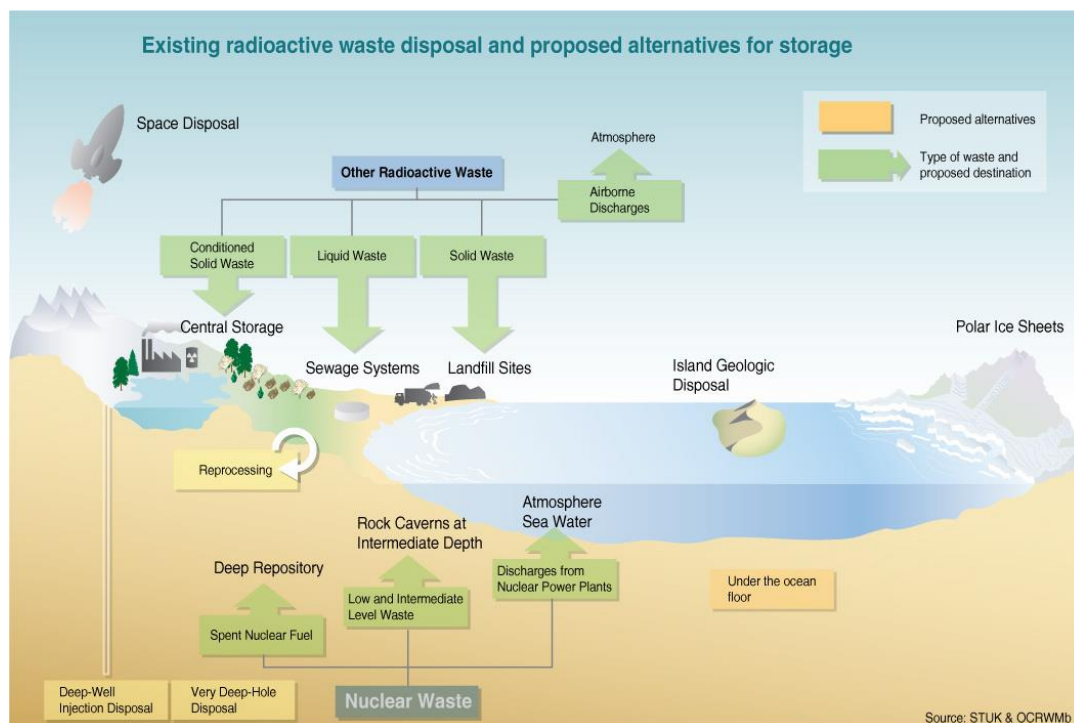 Existing radioactive waste disposal and proposed alternatives for storage
Space Disposal
Proposed alternatives
Type of waste and
proposed destination
Atmosphere
Other Radioactive Waste
Airborne
Discharges
Conditioned
Solid Waste
Liquid Waste
Solid Waste
Central Storage
Sewage Systems
Landfill Sites
Island Geologic
Disposal
Polar Ice Sheets
Reprocessing
Atmosphere
Sea Water
Rock Caverns at
Intermediate Depth
Deep Repository
Discharges from
Nuclear Power Plants
Low and Intermediate
Level Waste
Spent Nuclear Fuel
Under the ocean
floor
Deep-Well
Injection Disposal
Very Deep-Hole
Disposal
Nuclear Waste
Source: STUK & OCRWMb